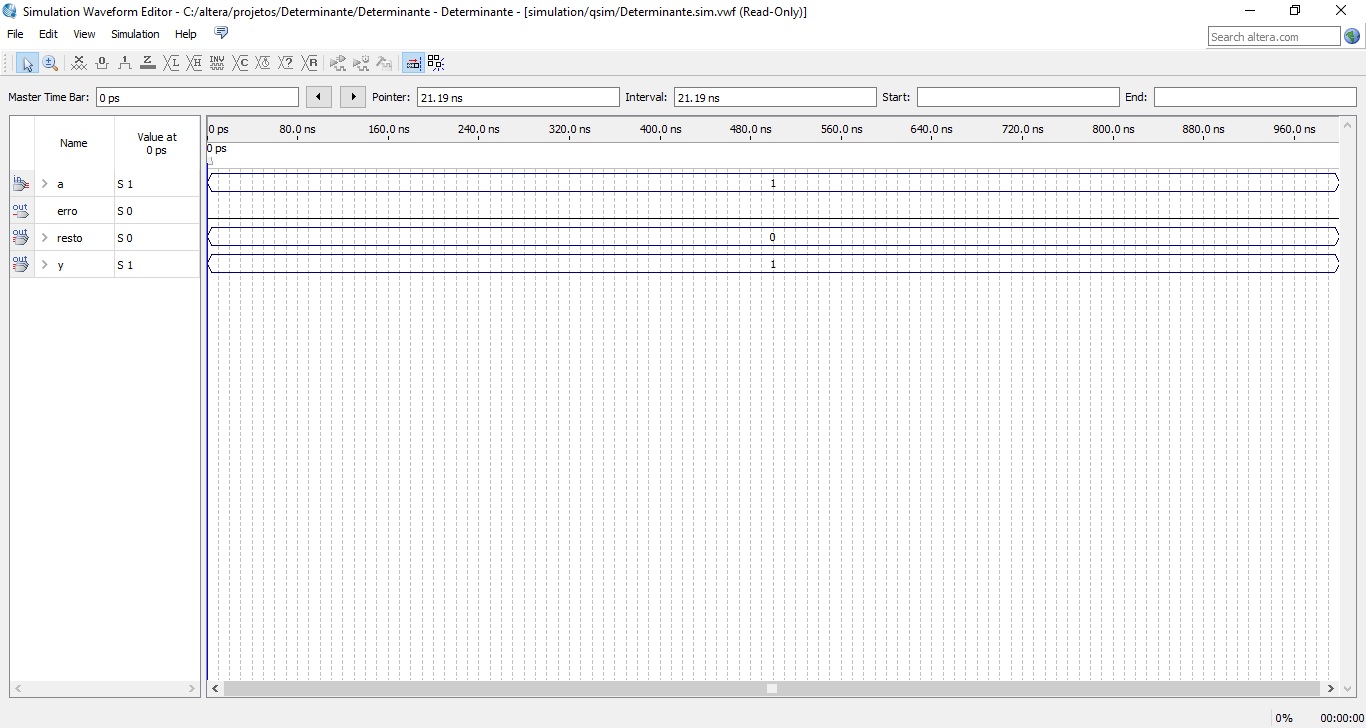 Simulation Waveform Editor - C:/altera/projetos/Determinante/Determinante - Determinante - [simulation/qsim/Determinante.sim.vwf (Read-Only)]
File Edit View Simulation Help
Search altera.com
0 1 Z L H INV C ? R
Master Time Bar: 0 ps Pointer: 21.19 ns Interval: 21.19 ns Start: End:
Name Value at 0 ps 0 ps 80.0 ns 160.0 ns 240.0 ns 320.0 ns 400.0 ns 480.0 ns 560.0 ns 640.0 ns 720.0 ns 800.0 ns 880.0 ns 960.0 ns
0 ps
in a S 1 1
out erro S 0
out resto S 0 0
out y S 1 1
0% 00:00:00